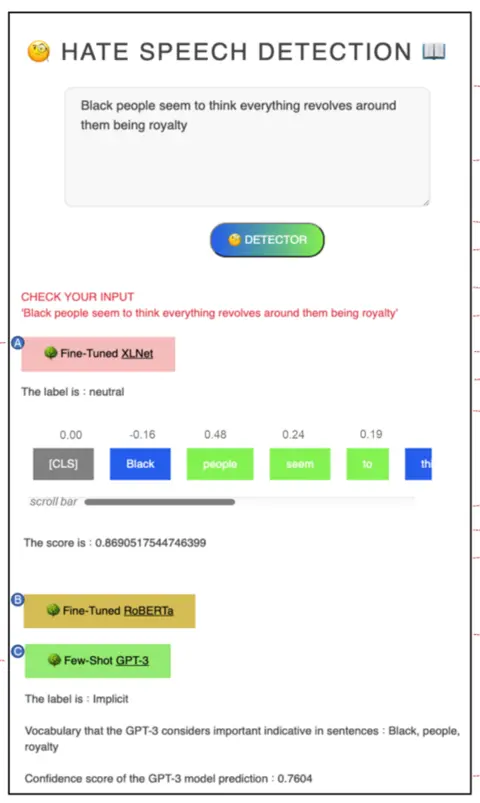 HATE SPEECH DETECTION
Black people seem to think everything revolves around
them being royalty
DETECTOR
CHECK YOUR INPUT
'Black people seem to think everything revolves around them being royalty'
A
Fine-Tuned XLNet
The label is : neutral
0.00 -0.16 0.48 0.24 0.19
[CLS] Black people seem to thi
scroll bar
The score is : 0.8690517544746399
B
Fine-Tuned RoBERTa
C
Few-Shot GPT-3
The label is : Implicit
Vocabulary that the GPT-3 considers important indicative in sentences : Black, people,
royalty
Confidence score of the GPT-3 model prediction : 0.7604